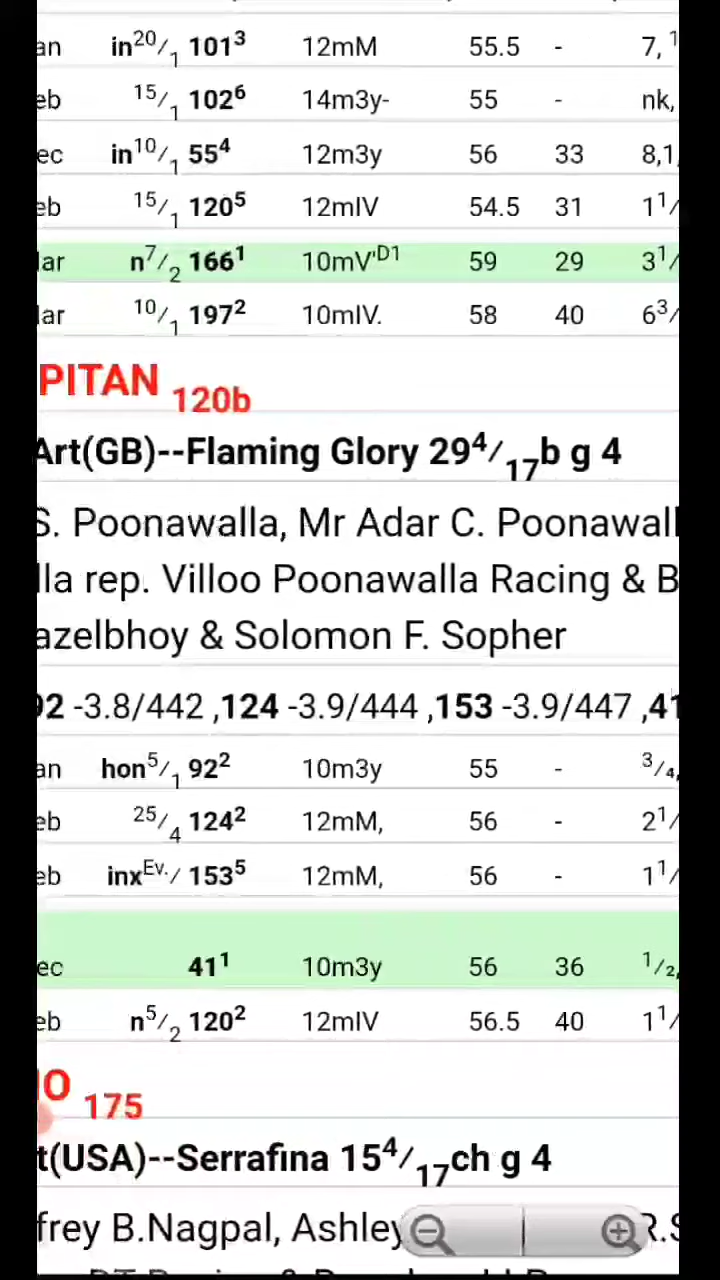 an in20/1 101³ 12mM 55.5 - 7, 1
eb 15/1 102⁶ 14m3y- 55 - nk,
ec in10/1 55⁴ 12m3y 56 33 8,1
eb 15/1 120⁵ 12mIV 54.5 31 1¹/
lar n7/2 166¹ 10mV'D1 59 29 3¹/
lar 10/1 197² 10mIV. 58 40 6³/
PITAN 120b
Art(GB)--Flaming Glory 29⁴/17 b g 4
S. Poonawalla, Mr Adar C. Poonawall
lla rep. Villoo Poonawalla Racing & B
azelbhoy & Solomon F. Sopher
92 -3.8/442 ,124 -3.9/444 ,153 -3.9/447 ,41
an hon5/1 92² 10m3y 55 - 3/4,
eb 25/4 124² 12mM, 56 - 2¹/
eb inxEv./ 153⁵ 12mM, 56 - 1¹/
ec 41¹ 10m3y 56 36 1/2,
eb n5/2 120² 12mIV 56.5 40 1¹/
IO 175
t(USA)--Serrafina 15⁴/17 ch g 4
frey B.Nagpal, Ashley R.S